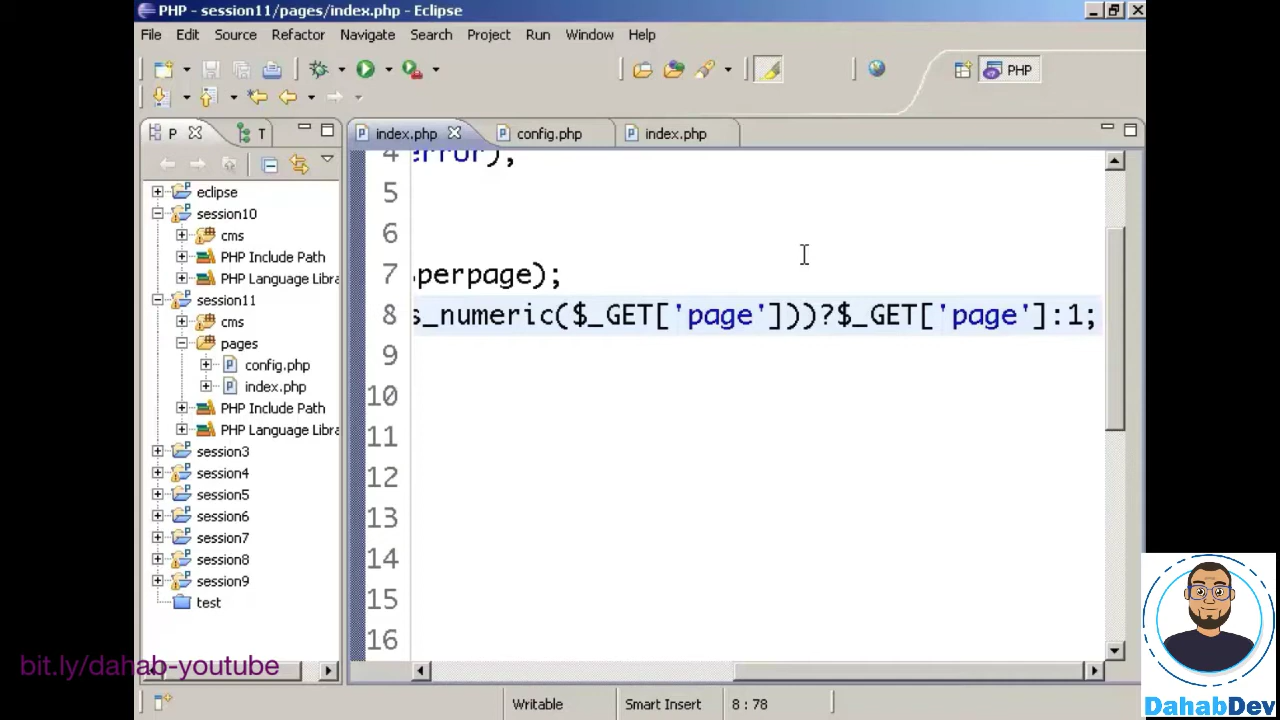 PHP - session11/pages/index.php - Eclipse
File Edit Source Refactor Navigate Search Project Run Window Help
PHP
P T
index.php config.php index.php
eclipse
session10
cms
PHP Include Path
PHP Language Libra
session11
cms
pages
config.php
index.php
PHP Include Path
PHP Language Libra
session3
session4
session5
session6
session7
session8
session9
test
4 error);
5
6
7 perpage);
8 s_numeric($_GET['page']))?$_GET['page']:1;
9
10
11
12
13
14
15
16
bit.ly/dahab-youtube
Writable Smart Insert 8 : 78
DahabDev